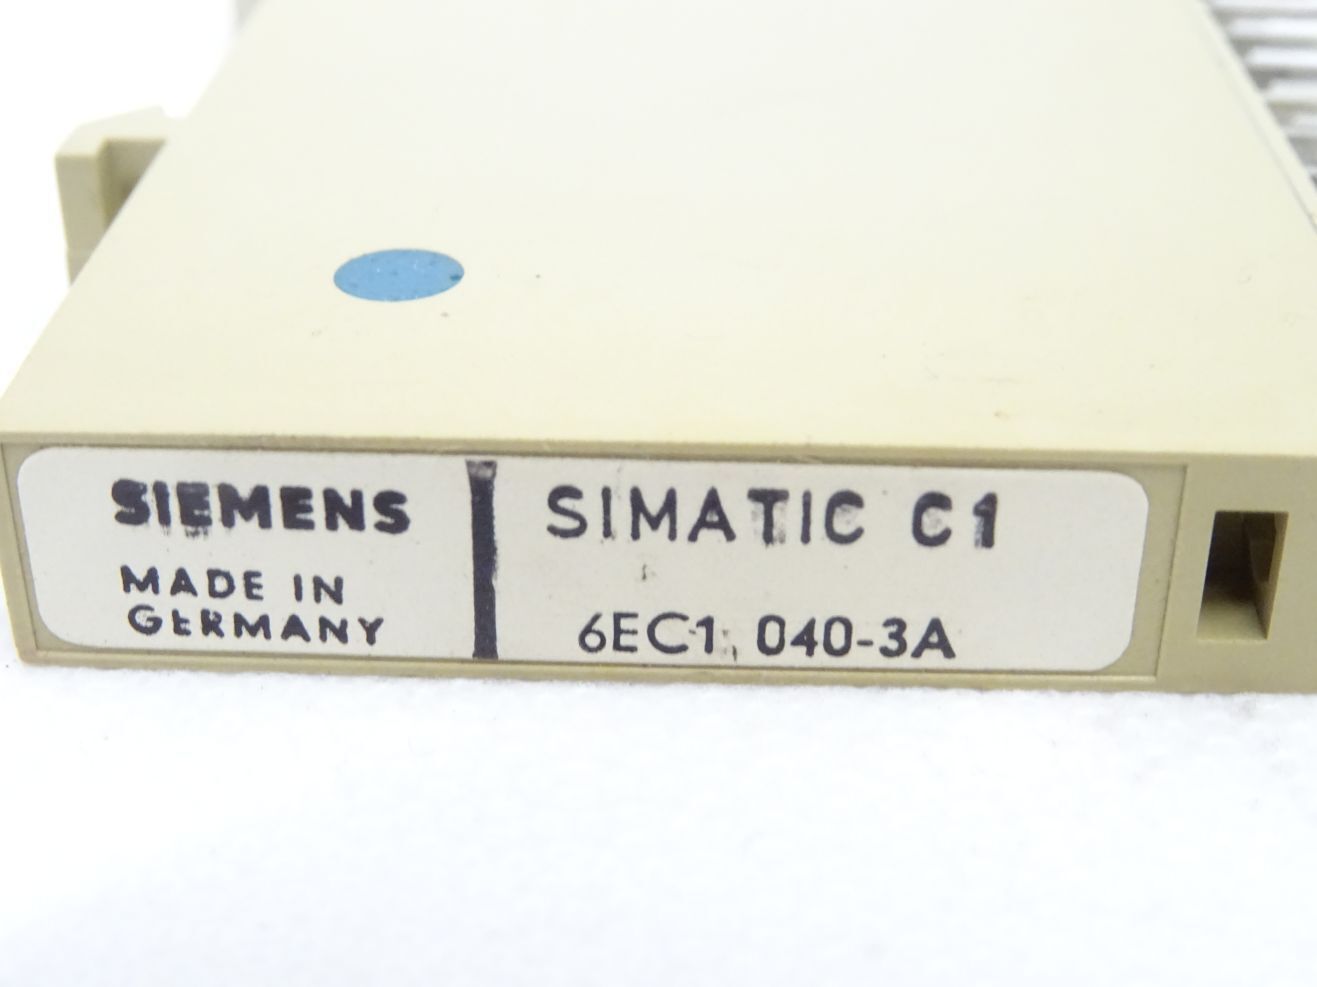 SIEMENS
MADE IN
GERMANY
SIMATIC C1
6EC1 040-3A